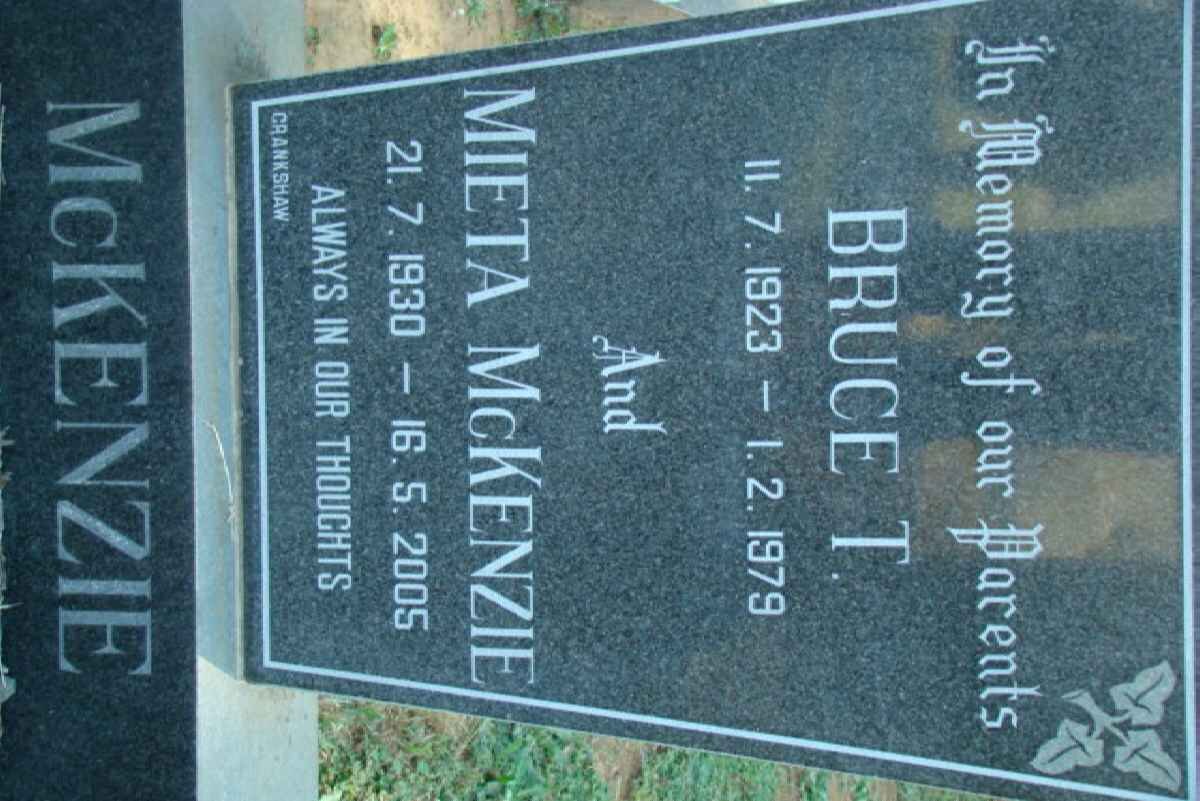 In Memory of our Parents
BRUCE T.
11. 7. 1923 – 1. 2. 1979
And
MIETA McKENZIE
21. 7. 1930 – 16. 5. 2005
ALWAYS IN OUR THOUGHTS
CRANKSHAW
McKENZIE